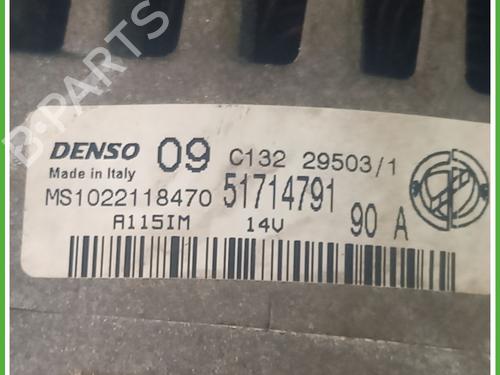 B-PARTS
DENSO 09 C132 29503/1
Made in Italy
MS1022118470 51714791
A115IM 14V 90 A